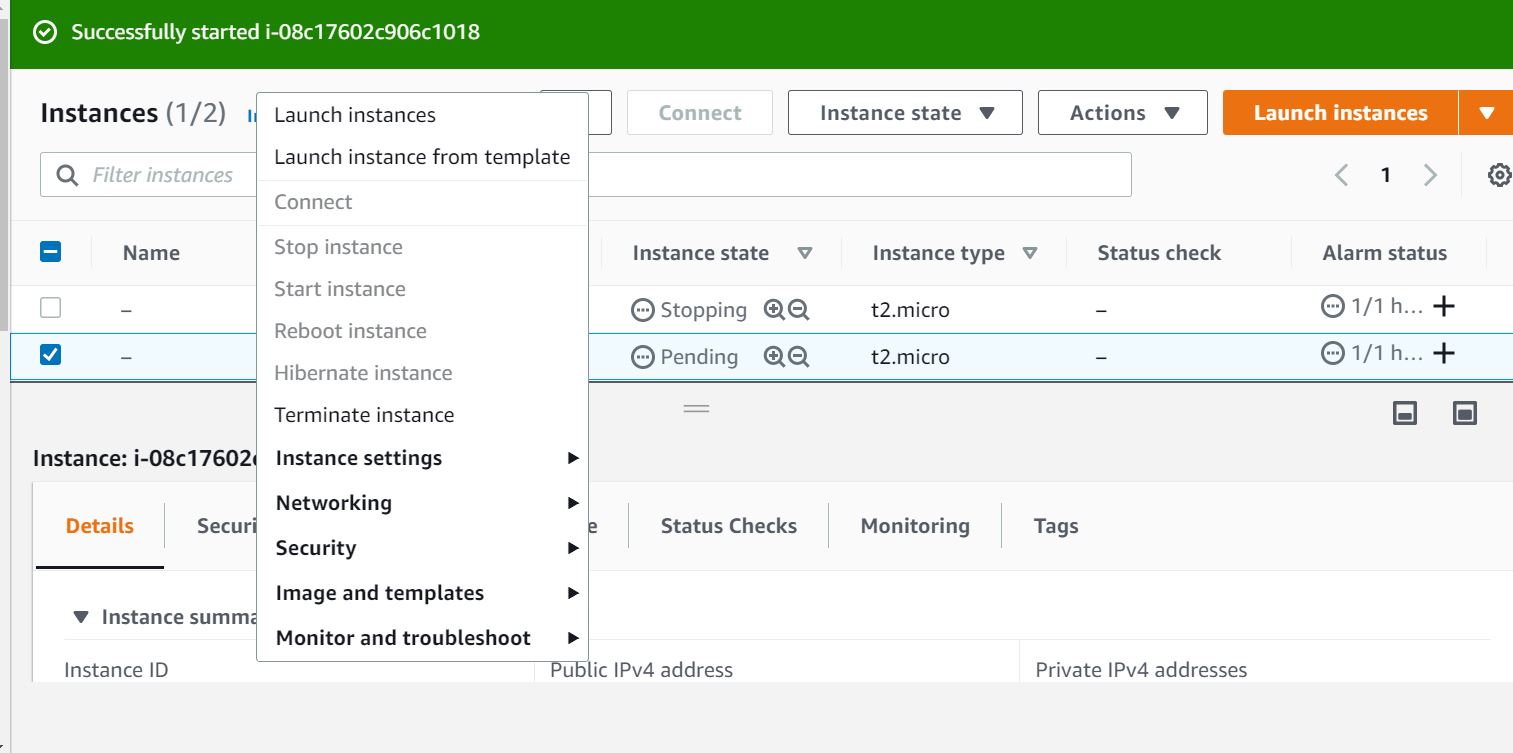 Successfully started i-08c17602c906c1018
Instances (1/2)
Connect
Instance state
Actions
Launch instances
Filter instances
1
Launch instances
Launch instance from template
Connect
Stop instance
Start instance
Reboot instance
Hibernate instance
Terminate instance
Instance settings
Networking
Security
Image and templates
Monitor and troubleshoot
Name Instance state Instance type Status check Alarm status
– Stopping t2.micro – 1/1 h...
– Pending t2.micro – 1/1 h...
Instance: i-08c17602
Details Securi e Status Checks Monitoring Tags
Instance summa
Instance ID Public IPv4 address Private IPv4 addresses